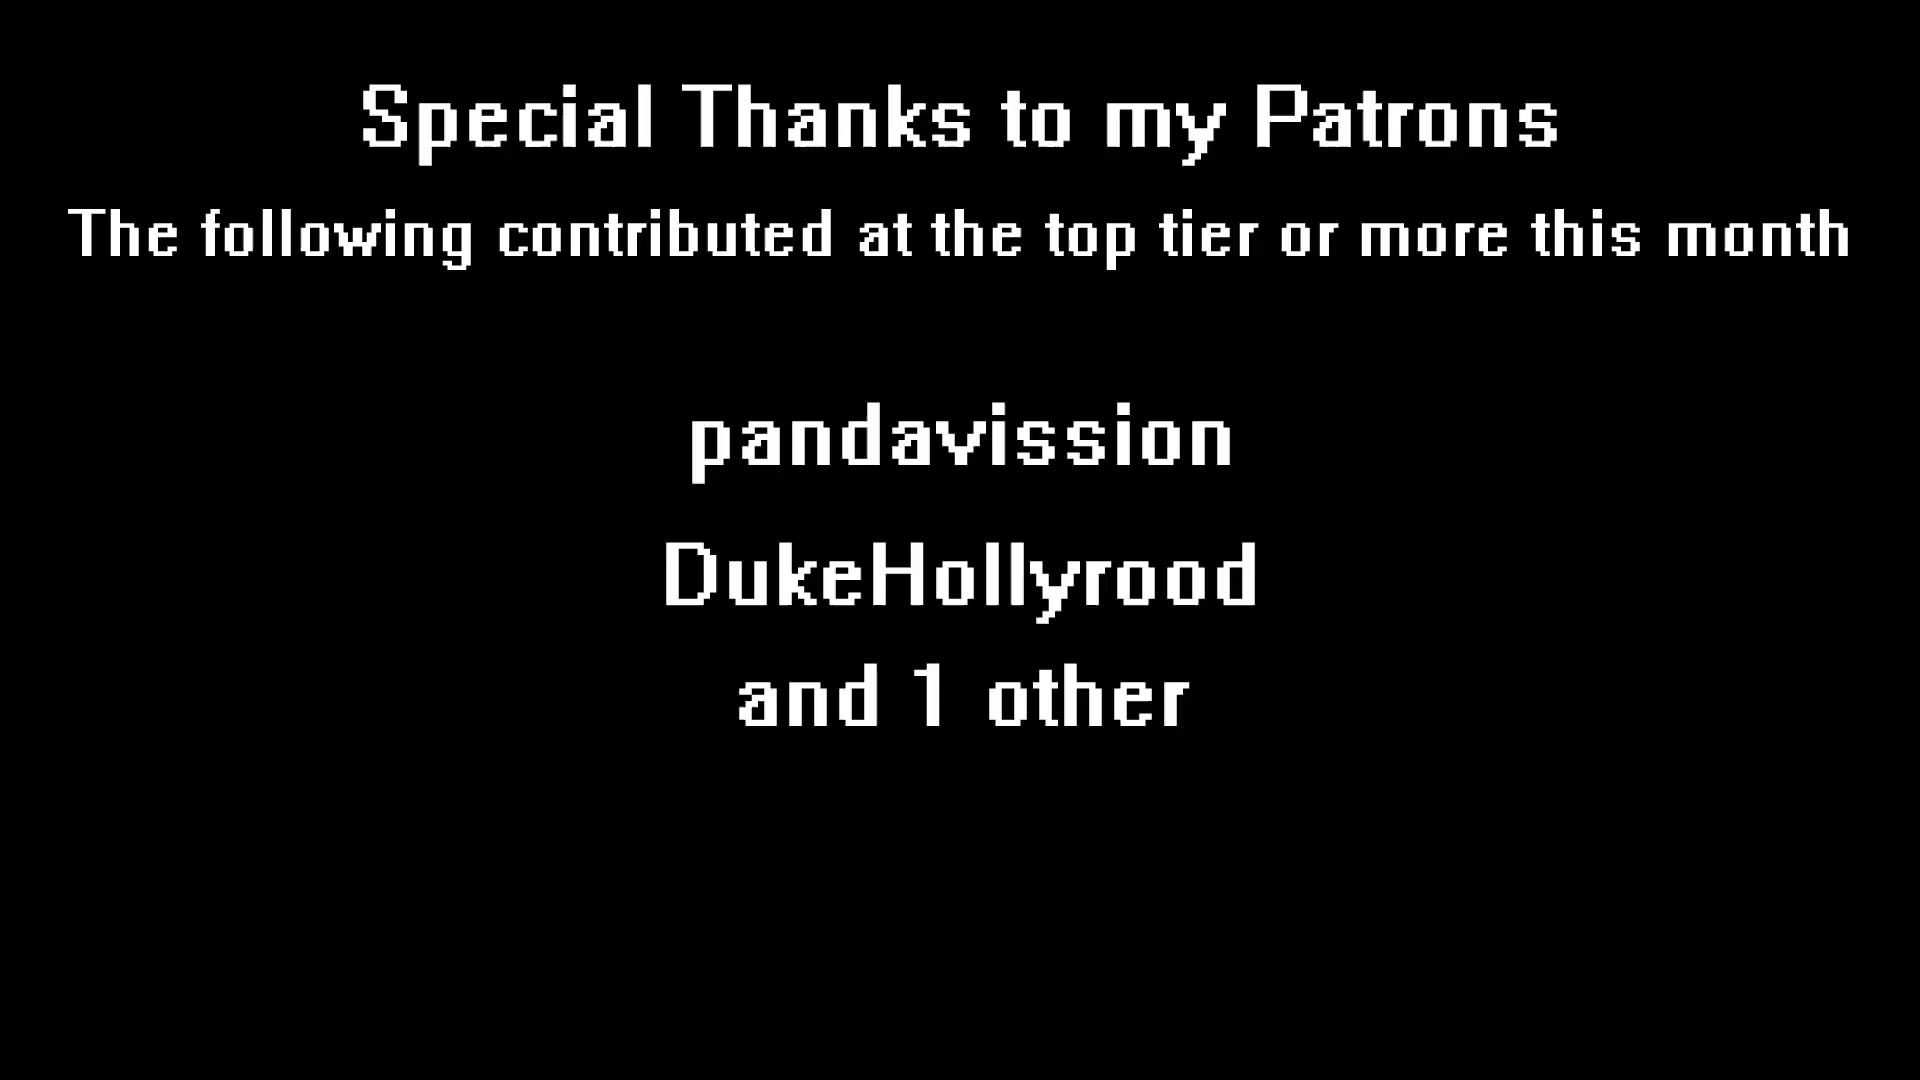 Special Thanks to my Patrons
The following contributed at the top tier or more this month
pandavission
DukeHollyrood
and 1 other